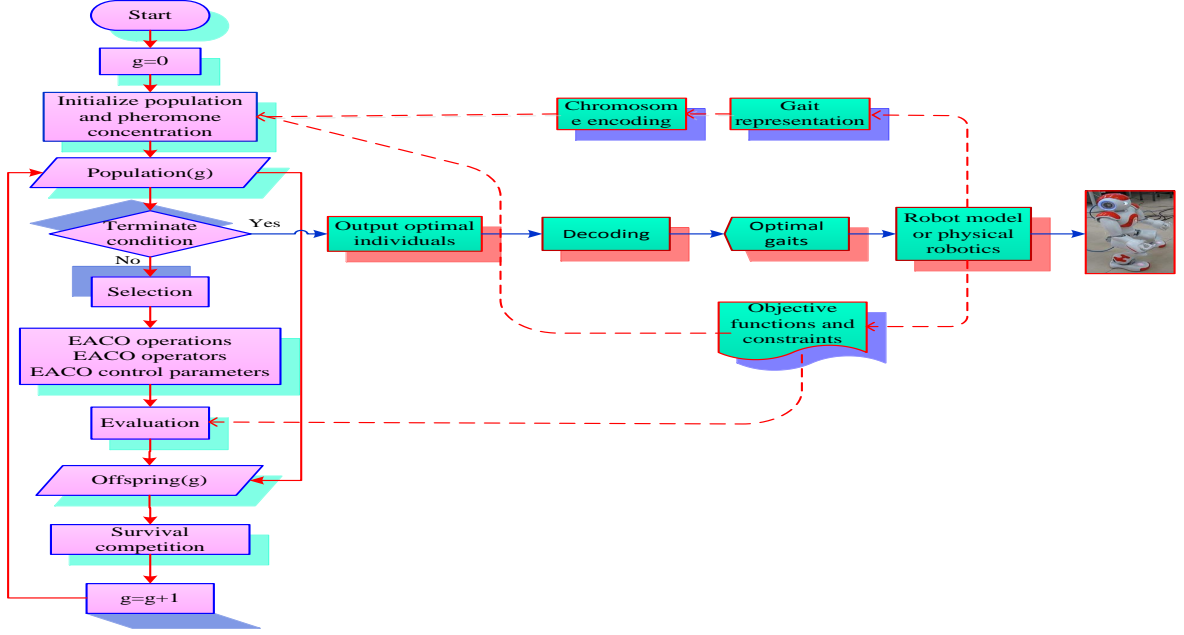 Start
g=0
Initialize population
and pheromone
concentration
Population(g)
Terminate
condition
Yes
No
Selection
EACO operations
EACO operators
EACO control parameters
Evaluation
Offspring(g)
Survival
competition
g=g+1
Output optimal
individuals
Decoding
Optimal
gaits
Robot model
or physical
robotics
Chromosom
e encoding
Gait
representation
Objective
functions and
constraints